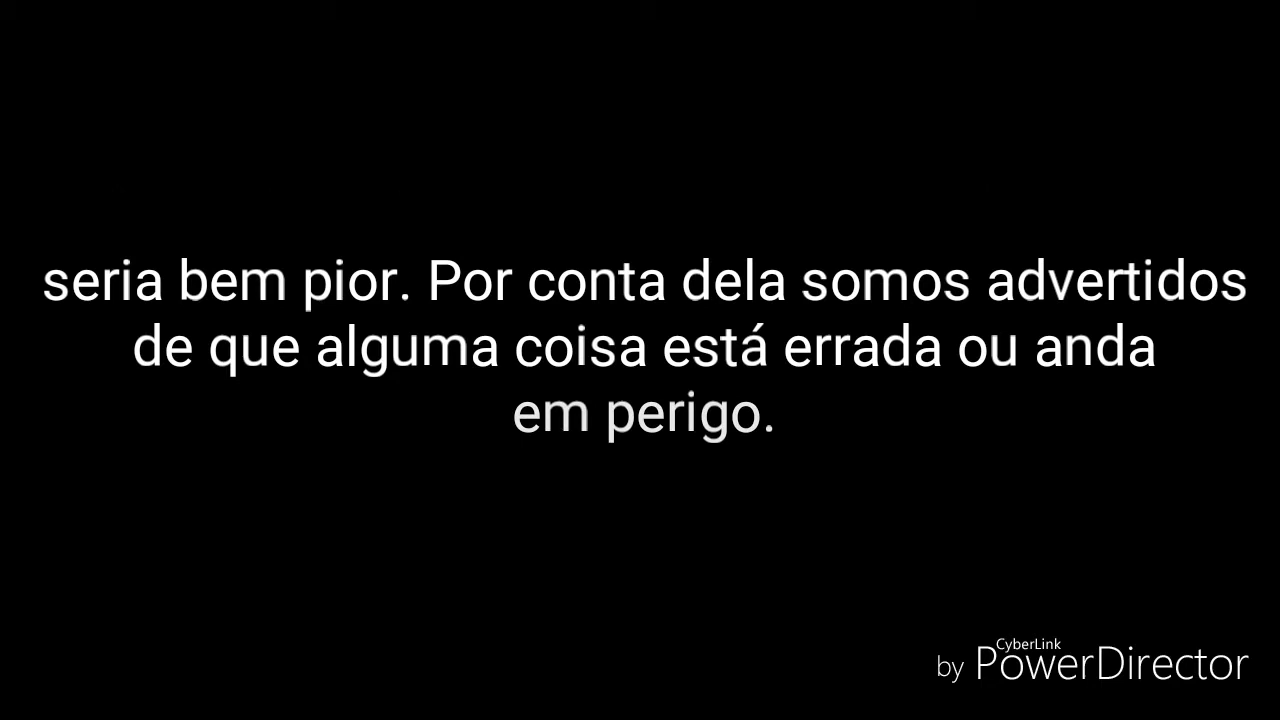 seria bem pior. Por conta dela somos advertidos
de que alguma coisa está errada ou anda
em perigo.
CyberLink
by PowerDirector